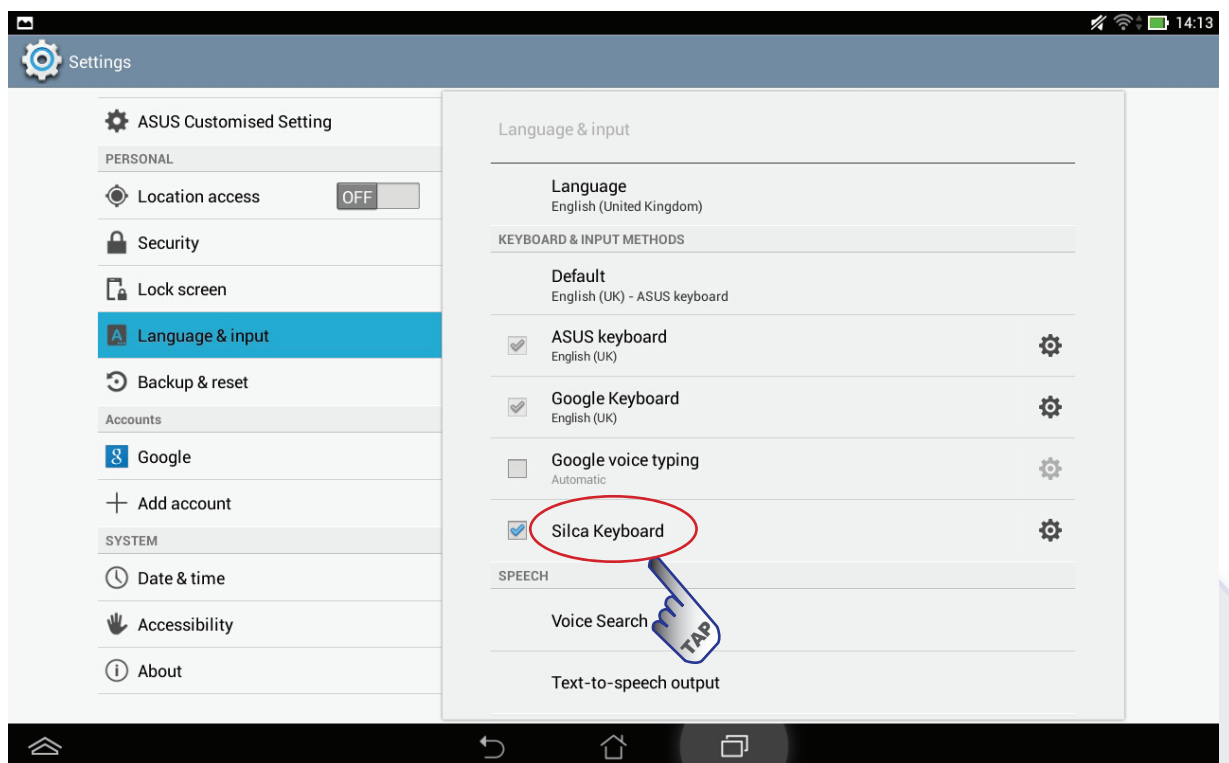 14:13
Settings
ASUS Customised Setting
PERSONAL
Location access OFF
Security
Lock screen
Language & input
Backup & reset
Accounts
8 Google
Add account
SYSTEM
Date & time
Accessibility
About
Language & input
Language
English (United Kingdom)
KEYBOARD & INPUT METHODS
Default
English (UK) - ASUS keyboard
ASUS keyboard
English (UK)
Google Keyboard
English (UK)
Google voice typing
Automatic
Silca Keyboard
SPEECH
Voice Search
TAP
Text-to-speech output